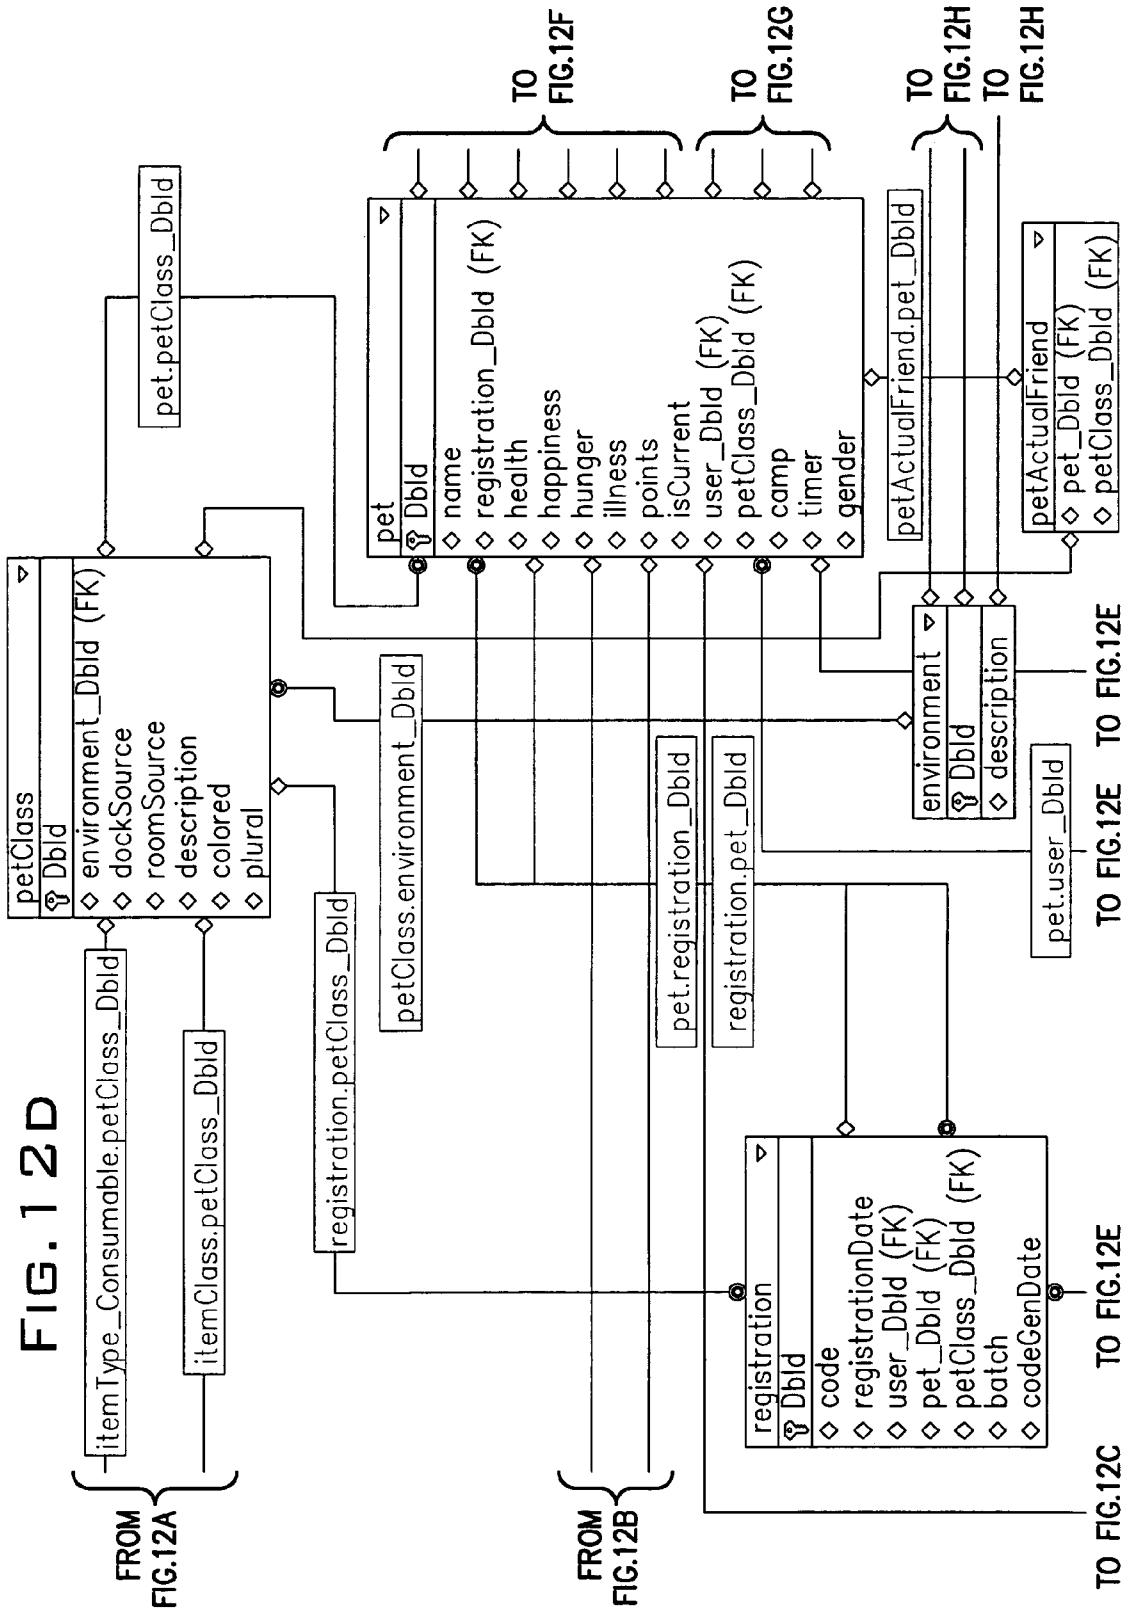 FIG.12D
FROM
FIG.12A
itemType_Consumable.petClass_DbId
itemClass.petClass_DbId
petClass
DbId
environment_DbId (FK)
dockSource
roomSource
description
colored
plural
pet.petClass_DbId
registration.petClass_DbId
petClass.environment_DbId
FROM
FIG.12B
pet
DbId
name
registration_DbId (FK)
health
happiness
hunger
illness
points
isCurrent
user_DbId (FK)
petClass_DbId (FK)
camp
timer
gender
TO
FIG.12F
TO
FIG.12G
pet.registration_DbId
registration.pet_DbId
petActualFriend.pet_DbId
registration
DbId
code
registrationDate
user_DbId (FK)
pet_DbId (FK)
petClass_DbId (FK)
batch
codeGenDate
environment
DbId
description
TO
FIG.12H
TO
FIG.12H
petActualFriend
pet_DbId (FK)
petClass_DbId (FK)
pet.user_DbId
TO FIG.12C
TO FIG.12E
TO FIG.12E
TO FIG.12E